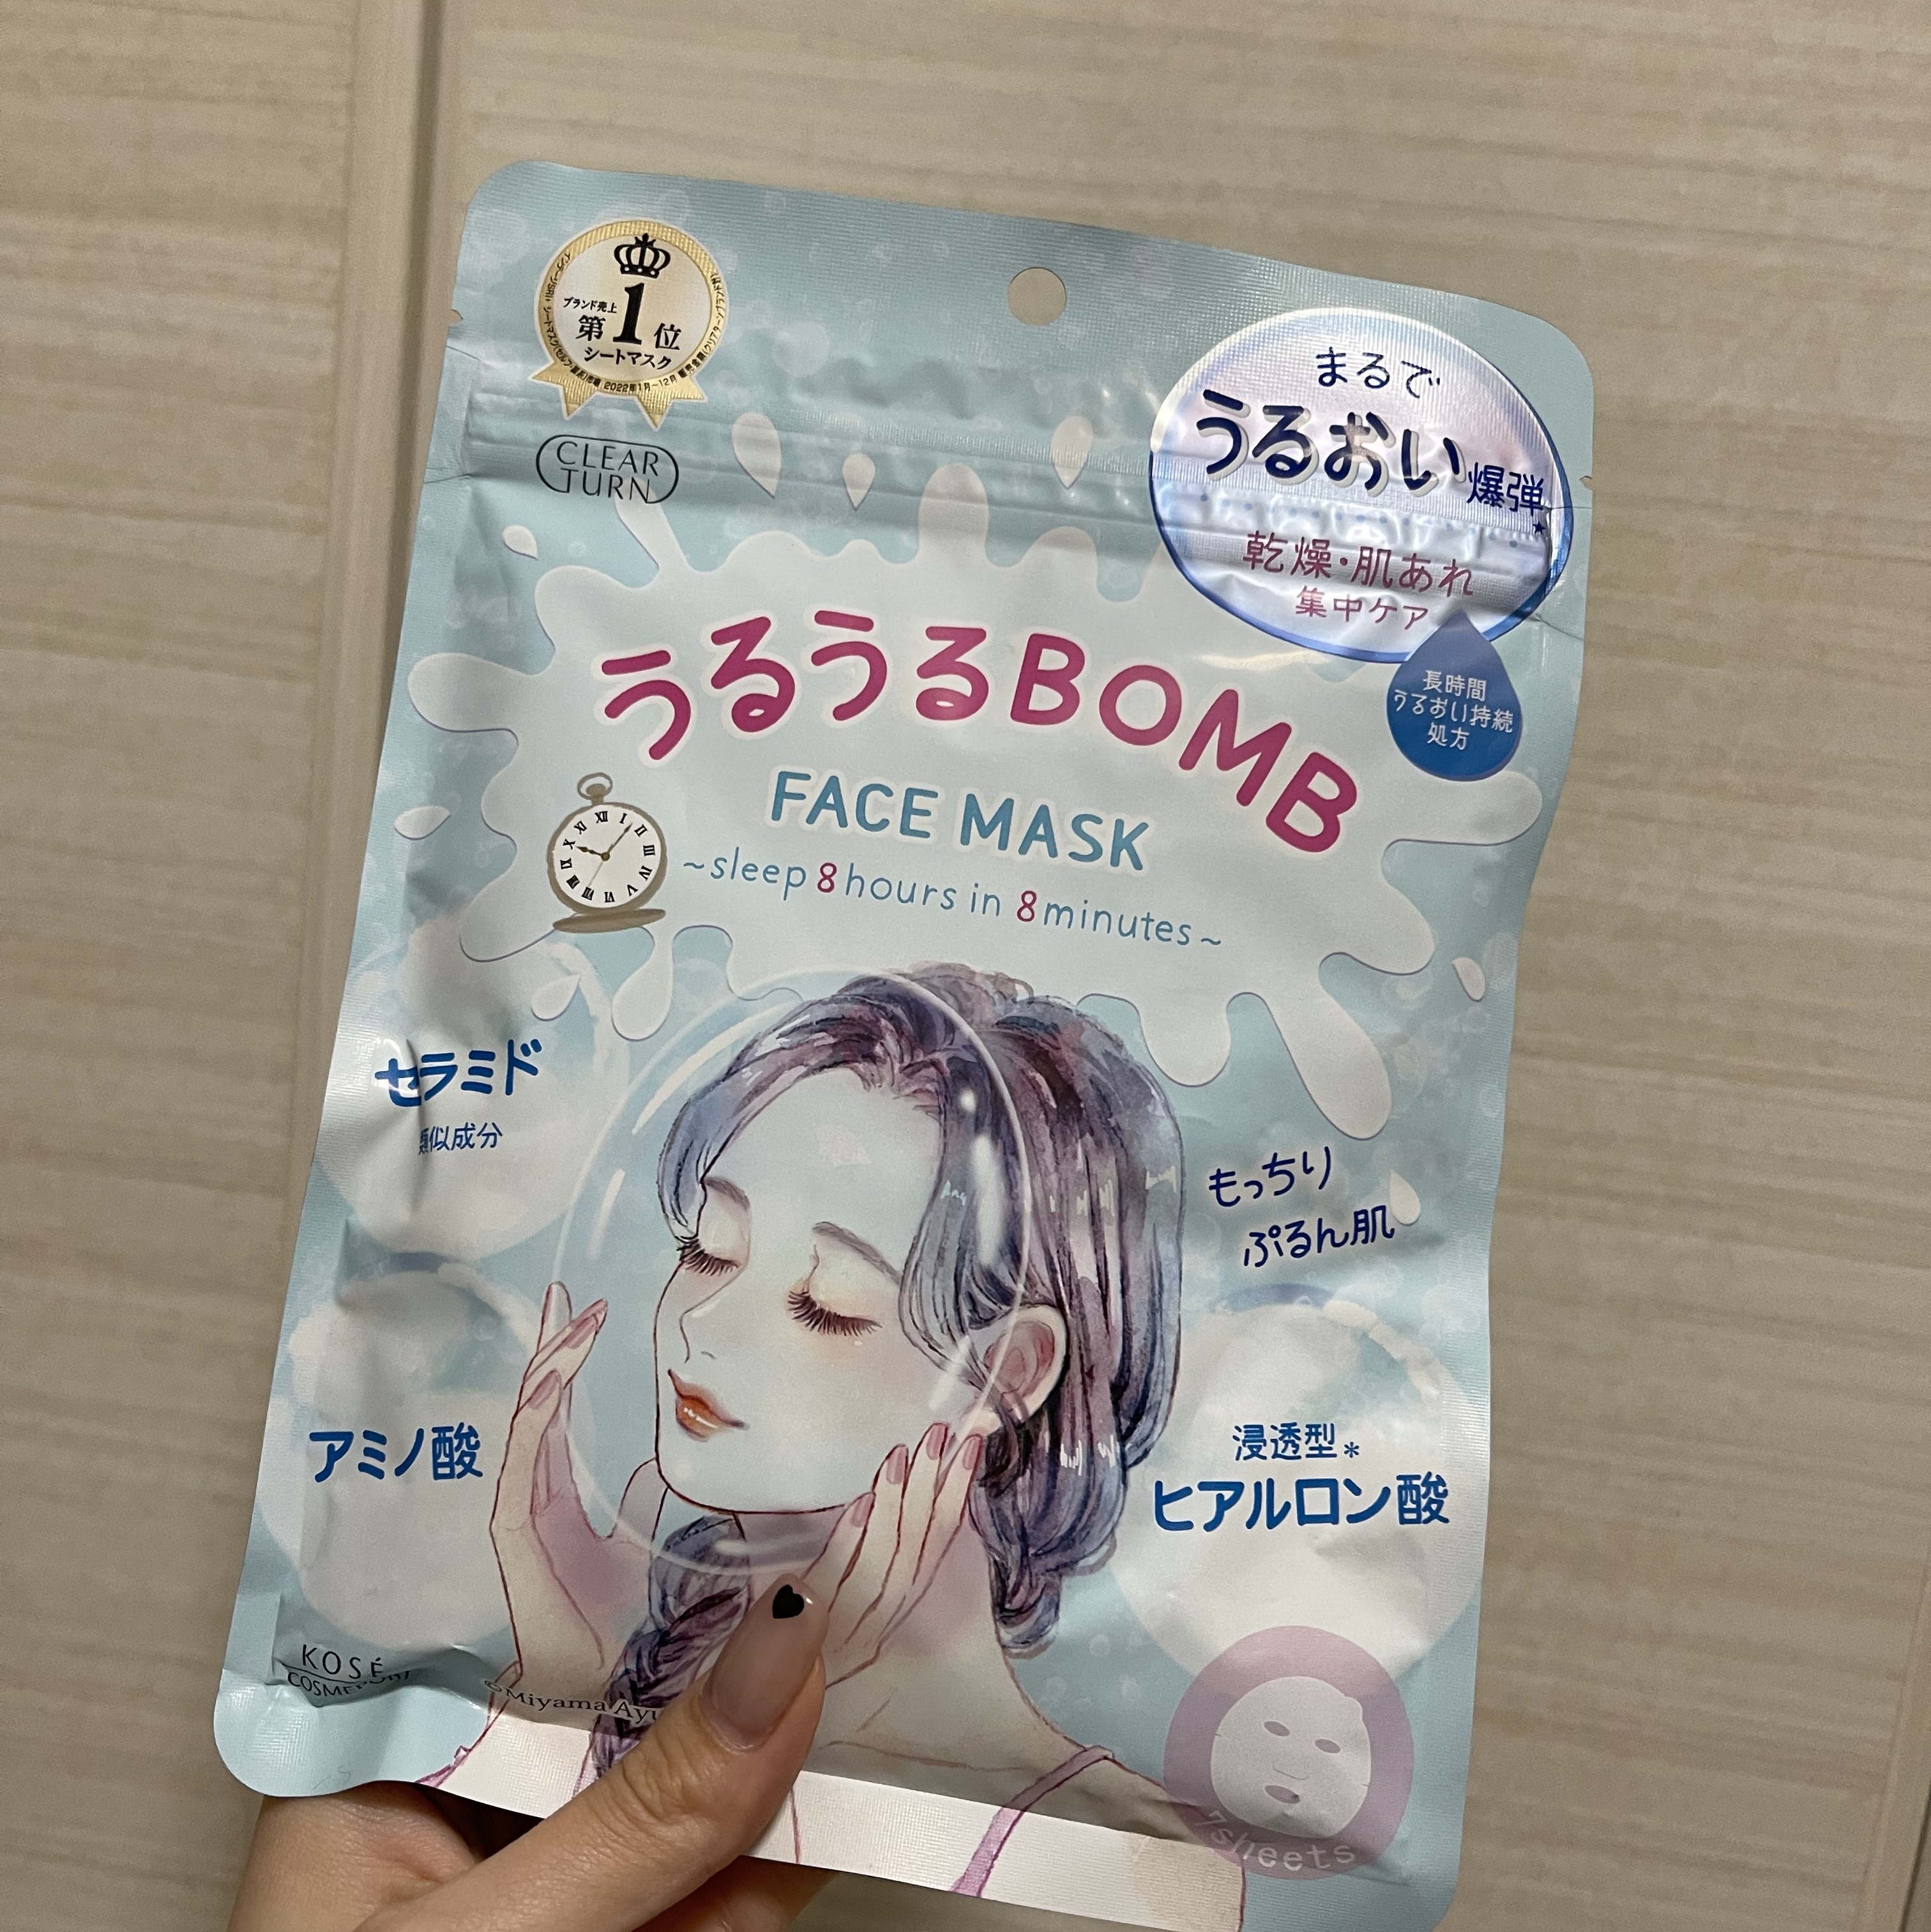 ブランド売上
第1位
シートマスク
2022年1月~12月
CLEAR
TURN
まるで
うるおい爆弾
乾燥・肌あれ
集中ケア
長時間
うるおい持続
処方
うるうるBOMB
FACE MASK
~sleep 8hours in 8minutes~
セラミド
類似成分
もっちり
ぷるん肌
アミノ酸
浸透型*
ヒアルロン酸
KOSÉ
COSMEPORT
©Miyama Ayu
7sheets